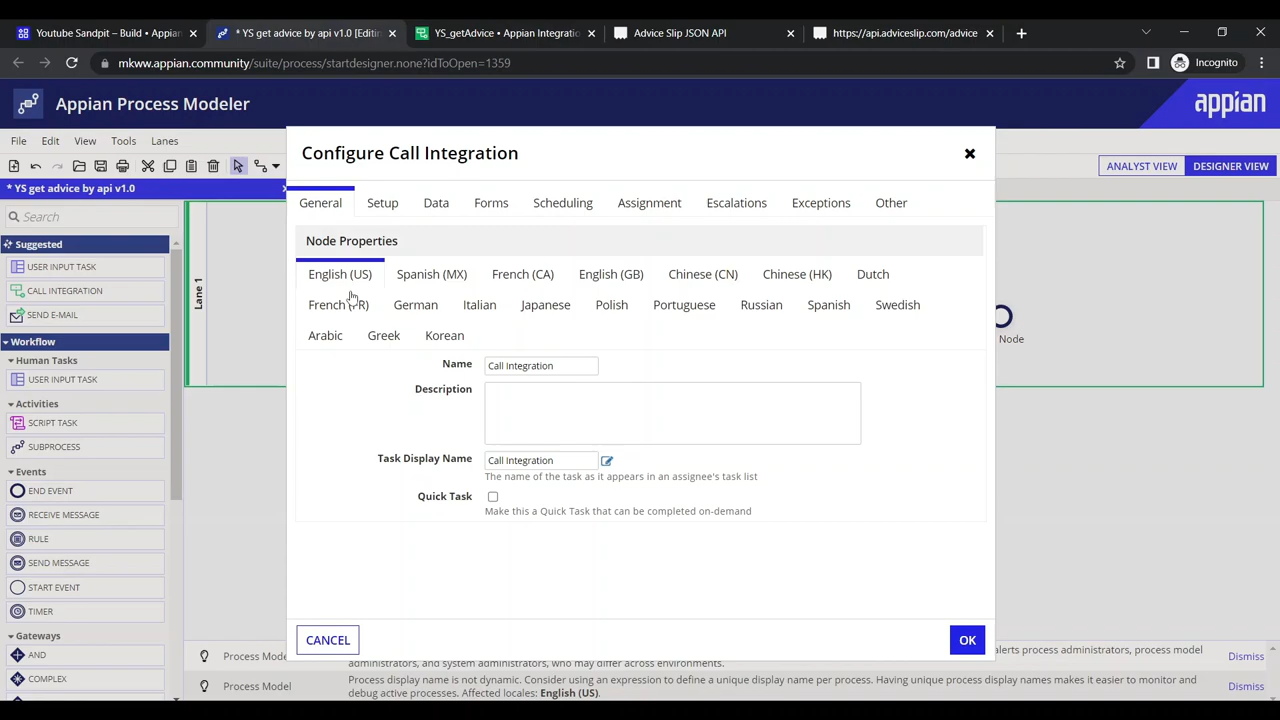 Youtube Sandpit – Build • Appian
* YS get advice by api v1.0 [Editin
YS_getAdvice • Appian Integratio
Advice Slip JSON API
https://api.adviceslip.com/advice
mkww.appian.community/suite/process/startdesigner.none?idToOpen=1359
Incognito
Appian Process Modeler
appian
File Edit View Tools Lanes
ANALYST VIEW DESIGNER VIEW
* YS get advice by api v1.0
Search
Suggested
USER INPUT TASK
CALL INTEGRATION
SEND E-MAIL
Workflow
Human Tasks
USER INPUT TASK
Activities
SCRIPT TASK
SUBPROCESS
Events
END EVENT
RECEIVE MESSAGE
RULE
SEND MESSAGE
START EVENT
TIMER
Gateways
AND
COMPLEX
Lane 1
Node
Configure Call Integration
General Setup Data Forms Scheduling Assignment Escalations Exceptions Other
Node Properties
English (US) Spanish (MX) French (CA) English (GB) Chinese (CN) Chinese (HK) Dutch
French (FR) German Italian Japanese Polish Portuguese Russian Spanish Swedish
Arabic Greek Korean
Name Call Integration
Description
Task Display Name Call Integration
The name of the task as it appears in an assignee's task list
Quick Task
Make this a Quick Task that can be completed on-demand
CANCEL
OK
Process Mode
alerts process administrators, process model
administrators, and system administrators, who may differ across environments.
Dismiss
Process Model
Process display name is not dynamic. Consider using an expression to define a unique display name per process. Having unique process display names makes it easier to monitor and
debug active processes. Affected locales: English (US).
Dismiss